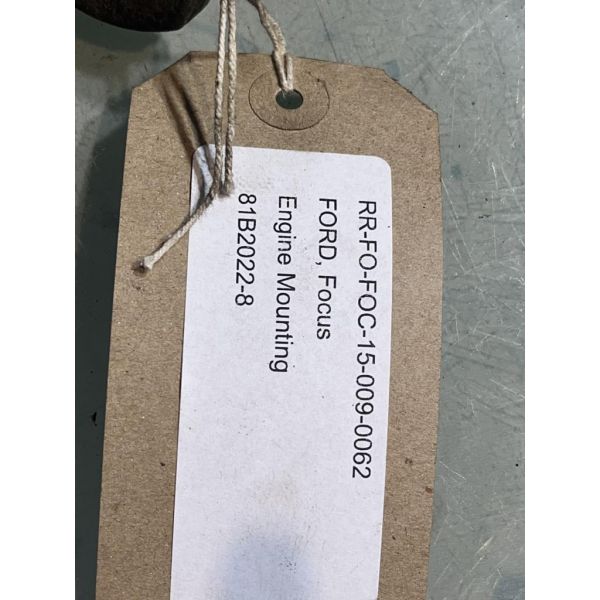 RR-FO-FOC-15-009-0062
FORD, Focus
Engine Mounting
81B2022-8